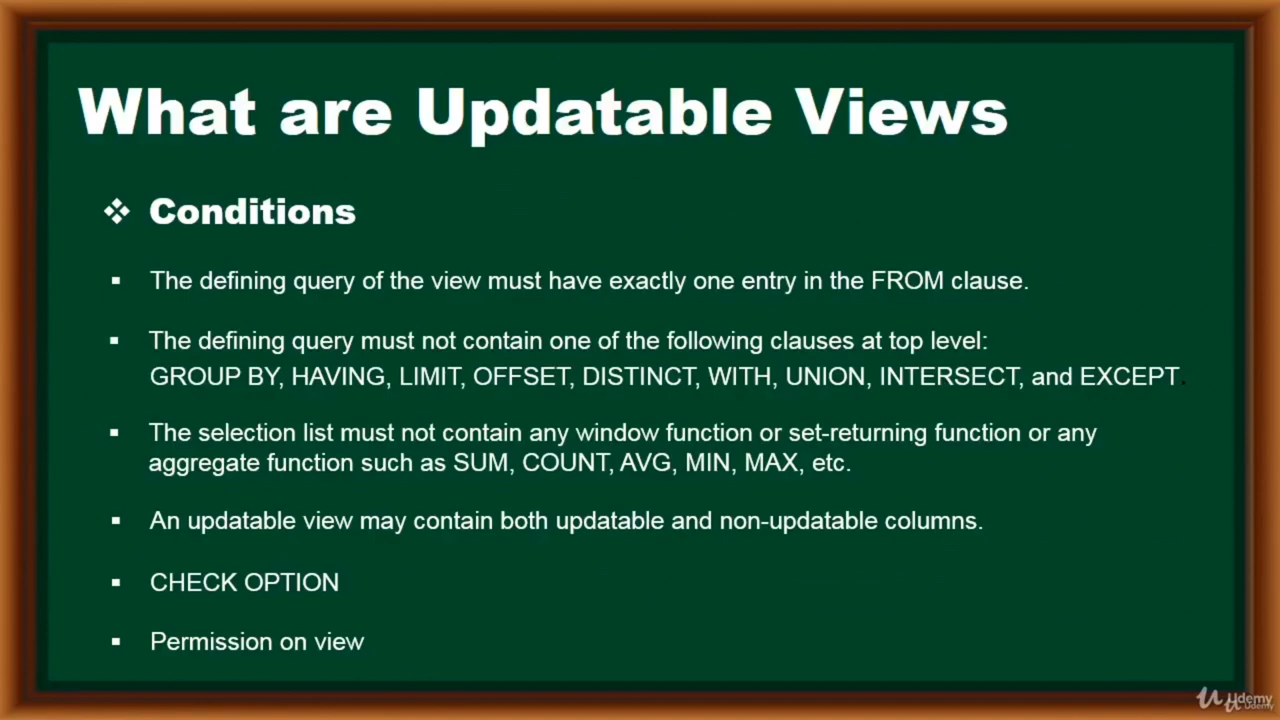 What are Updatable Views
❖ Conditions
▪ The defining query of the view must have exactly one entry in the FROM clause.
▪ The defining query must not contain one of the following clauses at top level:
GROUP BY, HAVING, LIMIT, OFFSET, DISTINCT, WITH, UNION, INTERSECT, and EXCEPT.
▪ The selection list must not contain any window function or set-returning function or any
aggregate function such as SUM, COUNT, AVG, MIN, MAX, etc.
▪ An updatable view may contain both updatable and non-updatable columns.
▪ CHECK OPTION
▪ Permission on view
Udemy
Udemy